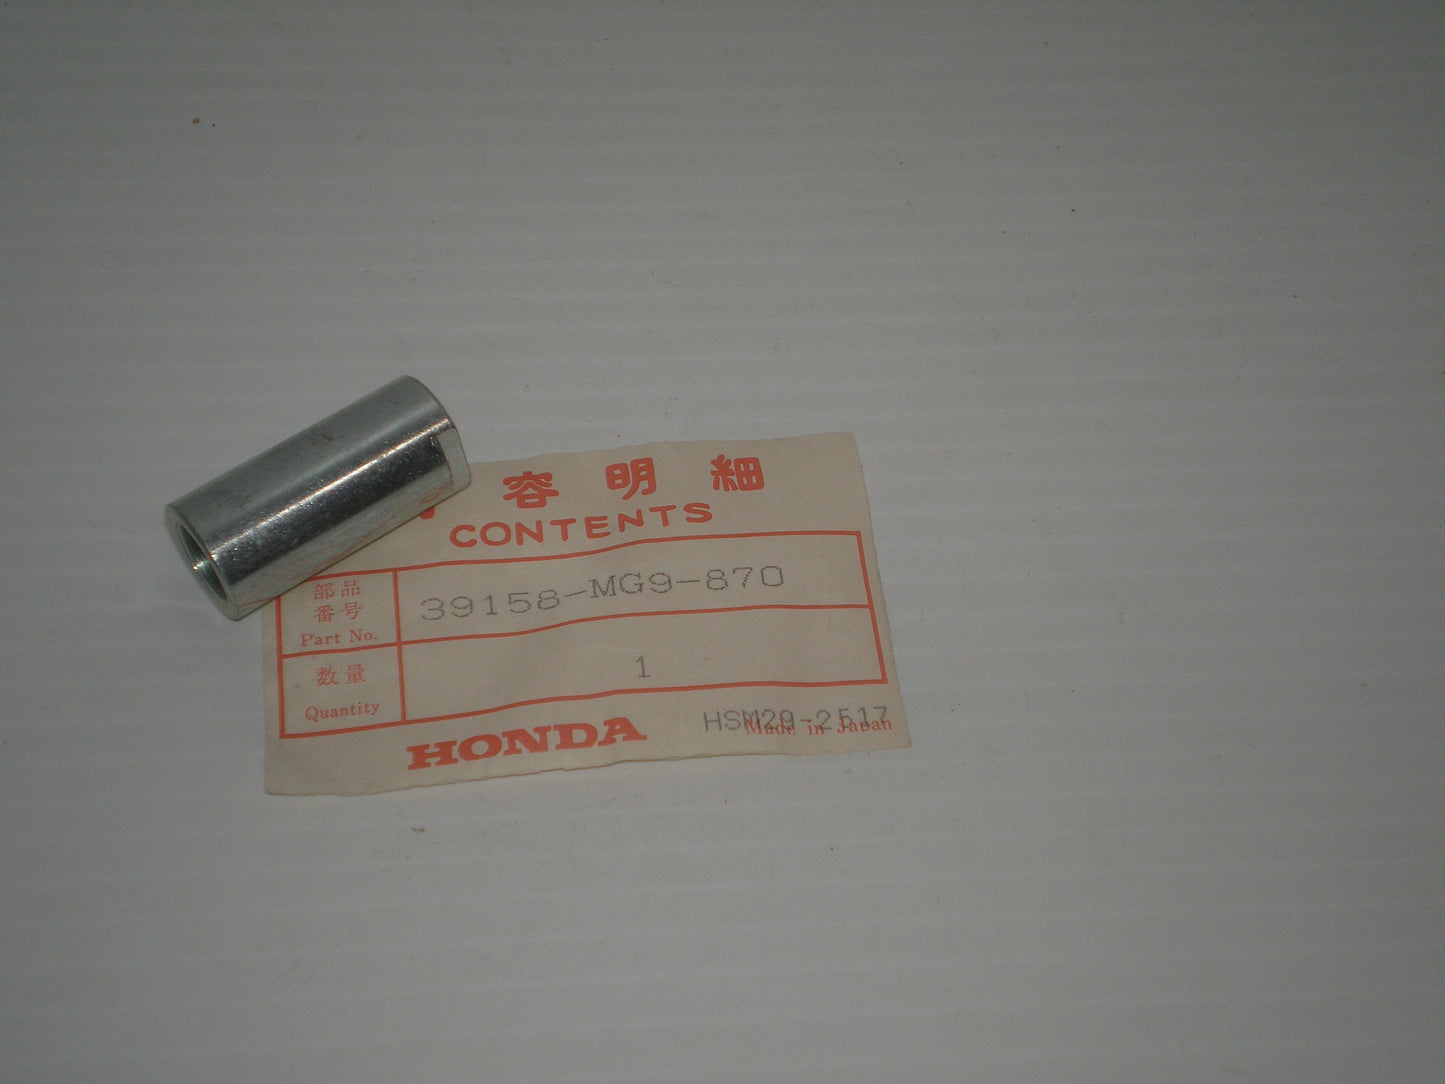 容 明 細
CONTENTS
部品
番号
Part No.
39158-MG9-870
数量
Quantity
1
HONDA
HSM20-2517
Made in Japan